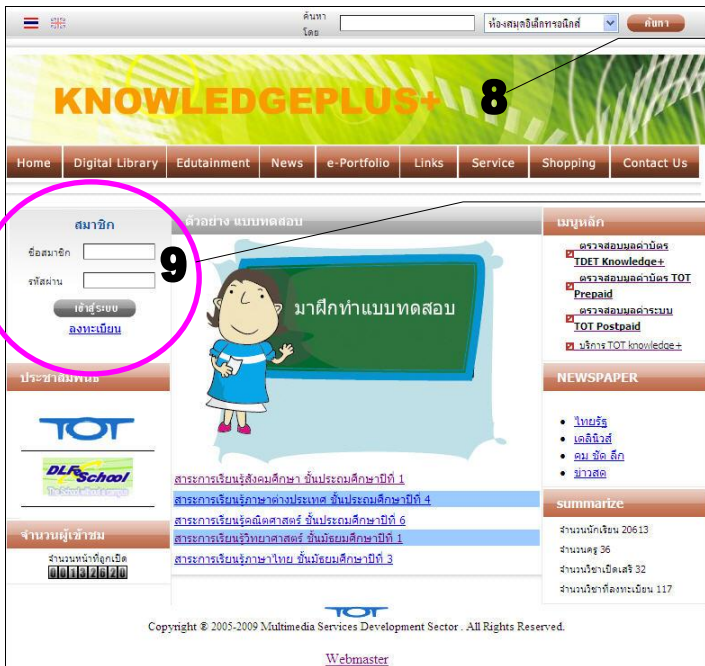 ค้นหา
โดย
ห้องสมุดอิเล็กทรอนิกส์
ค้นหา
KNOWLEDGEPLUS+
8
Home Digital Library Edutainment News e-Portfolio Links Service Shopping Contact Us
สมาชิก
ชื่อสมาชิก
รหัสผ่าน
เข้าสู่ระบบ
ลงทะเบียน
9
ตัวอย่าง แบบทดสอบ
มาฝึกทำแบบทดสอบ
เมนูหลัก
ตรวจสอบมูลค่าบัตร
TDET Knowledge+
ตรวจสอบมูลค่าบัตร TOT
Prepaid
ตรวจสอบมูลค่าระบบ
TOT Postpaid
บริการ TOT knowledge+
ประชาสัมพันธ์
TOT
DLF School
NEWSPAPER
ไทยรัฐ
เดลินิวส์
คม ชัด ลึก
ข่าวสด
สาระการเรียนรู้สังคมศึกษา ชั้นประถมศึกษาปีที่ 1
สาระการเรียนรู้ภาษาต่างประเทศ ชั้นประถมศึกษาปีที่ 4
สาระการเรียนรู้คณิตศาสตร์ ชั้นประถมศึกษาปีที่ 6
สาระการเรียนรู้วิทยาศาสตร์ ชั้นมัธยมศึกษาปีที่ 1
สาระการเรียนรู้ภาษาไทย ชั้นมัธยมศึกษาปีที่ 3
summarize
จำนวนนักเรียน 20613
จำนวนครู 36
จำนวนวิชาเปิดเสรี 32
จำนวนวิชาที่ลงทะเบียน 117
จำนวนผู้เข้าชม
จำนวนหน้าที่ถูกเปิด
00132620
TOT
Copyright ® 2005-2009 Multimedia Services Development Sector . All Rights Reserved.
Webmaster